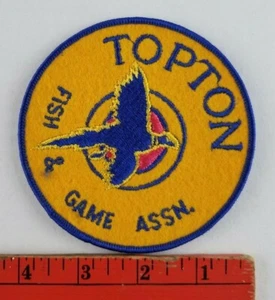 TOPTON
FISH & GAME ASSN.
4 3 2 1